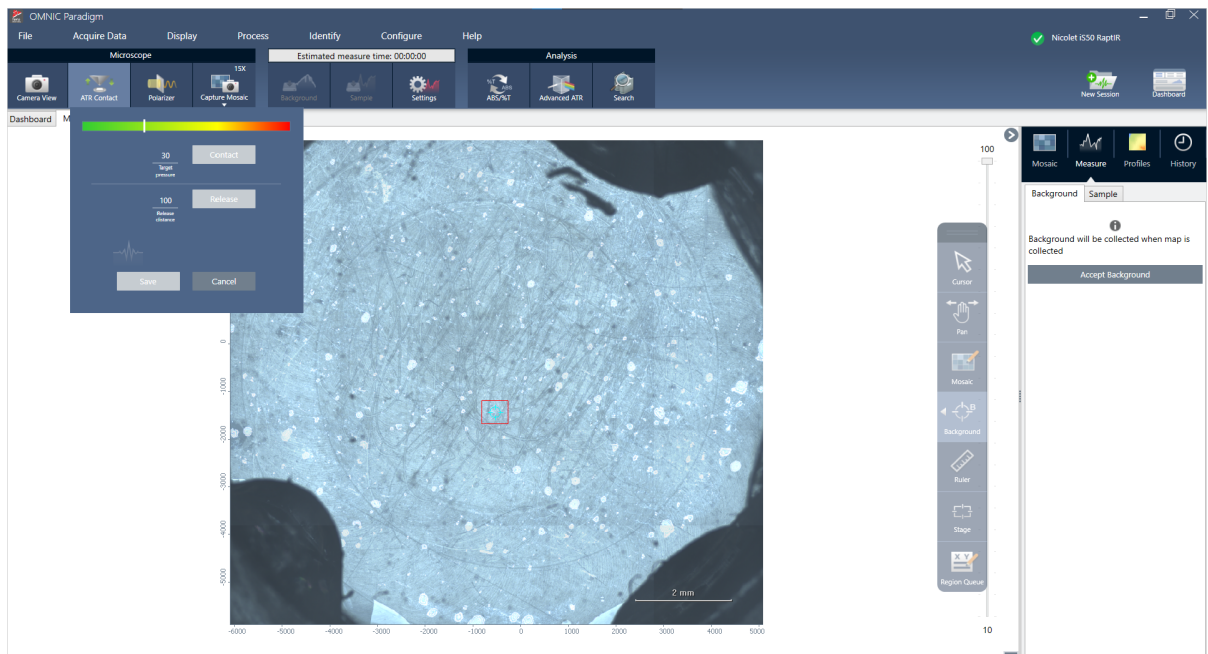 OMNIC Paradigm
File Acquire Data Display Process Identify Configure Help
Nicolet iS50 RaptIR
Microscope
Estimated measure time: 00:00:00
Analysis
15X
Camera View
ATR Contact
Polarizer
Capture Mosaic
Background
Sample
Settings
%T
ABS
ABS/%T
Advanced ATR
Search
New Session
Dashboard
Dashboard M
30
Target
pressure
Contact
100
Release
distance
Release
Save
Cancel
0
-1000
-2000
-3000
-4000
-5000
-6000 -5000 -4000 -3000 -2000 -1000 0 1000 2000 3000 4000 5000
2 mm
100
10
Cursor
Pan
Mosaic
B
Background
Ruler
Stage
X Y
Region Queue
Mosaic Measure Profiles History
Background Sample
Background will be collected when map is
collected
Accept Background